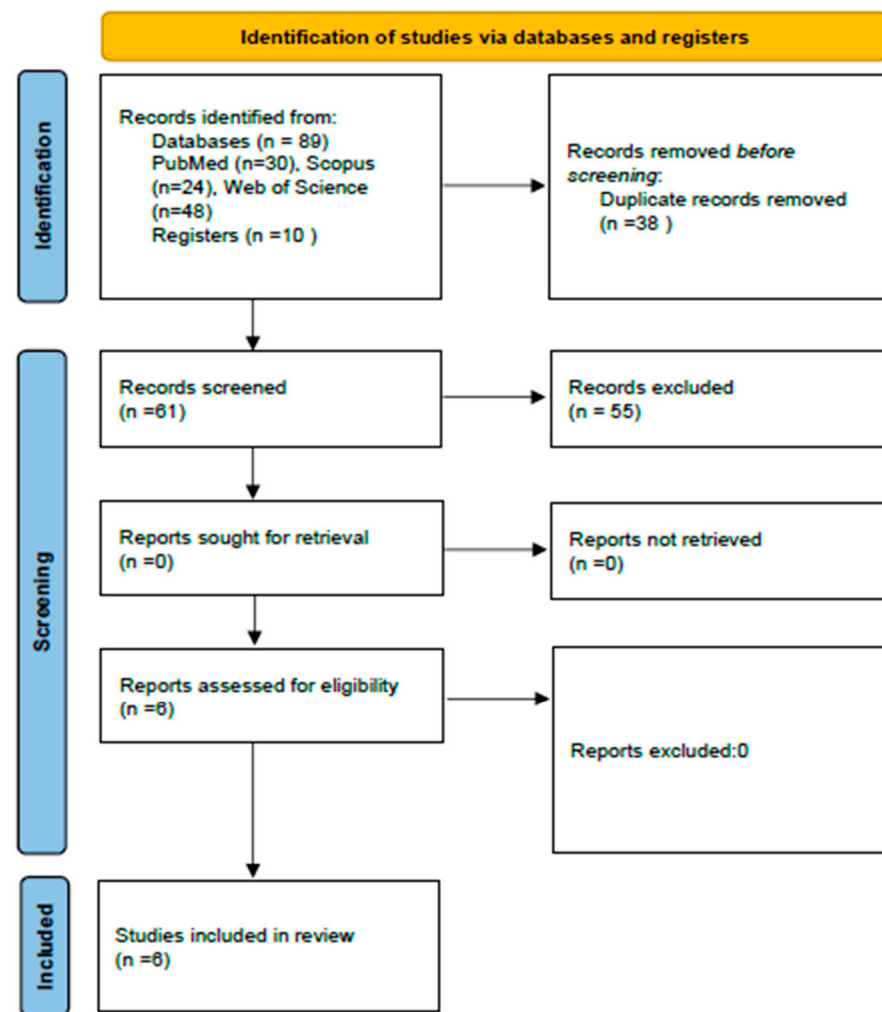 Identification of studies via databases and registers
Identification
Records identified from:
Databases (n = 89)
PubMed (n=30), Scopus
(n=24), Web of Science
(n=48)
Registers (n =10 )
Records removed before
screening:
Duplicate records removed
(n =38 )
Screening
Records screened
(n =61)
Records excluded
(n = 55)
Reports sought for retrieval
(n =0)
Reports not retrieved
(n =0)
Reports assessed for eligibility
(n =6)
Reports excluded:0
Included
Studies included in review
(n =6)